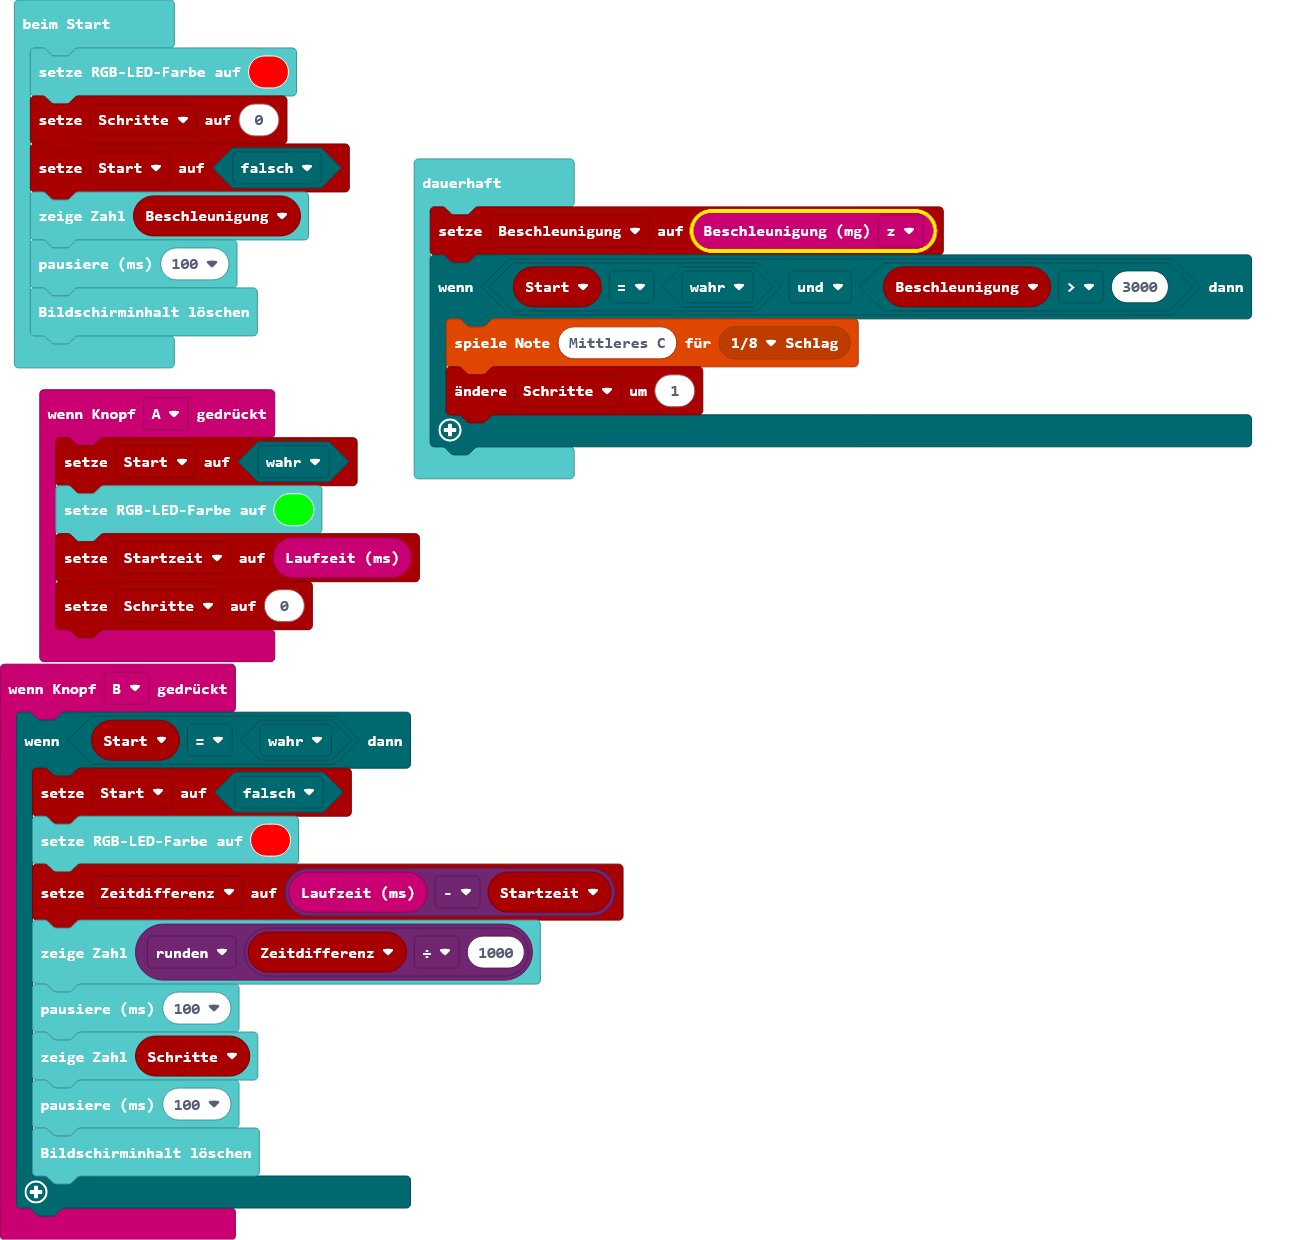 beim Start
setze RGB-LED-Farbe auf
setze Schritte auf 0
setze Start auf falsch
zeige Zahl Beschleunigung
pausiere (ms) 100
Bildschirminhalt löschen
dauerhaft
setze Beschleunigung auf Beschleunigung (mg) z
wenn Start = wahr und Beschleunigung > 3000 dann
spiele Note Mittleres C für 1/8 Schlag
ändere Schritte um 1
wenn Knopf A gedrückt
setze Start auf wahr
setze RGB-LED-Farbe auf
setze Startzeit auf Laufzeit (ms)
setze Schritte auf 0
wenn Knopf B gedrückt
wenn Start = wahr dann
setze Start auf falsch
setze RGB-LED-Farbe auf
setze Zeitdifferenz auf Laufzeit (ms) - Startzeit
zeige Zahl runden Zeitdifferenz ÷ 1000
pausiere (ms) 100
zeige Zahl Schritte
pausiere (ms) 100
Bildschirminhalt löschen